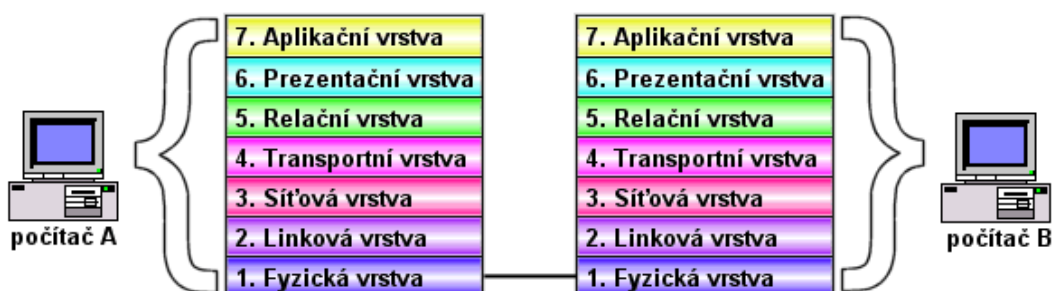 7. Aplikační vrstva
6. Prezentační vrstva
5. Relační vrstva
4. Transportní vrstva
3. Síťová vrstva
2. Linková vrstva
1. Fyzická vrstva
počítač A
7. Aplikační vrstva
6. Prezentační vrstva
5. Relační vrstva
4. Transportní vrstva
3. Síťová vrstva
2. Linková vrstva
1. Fyzická vrstva
počítač B